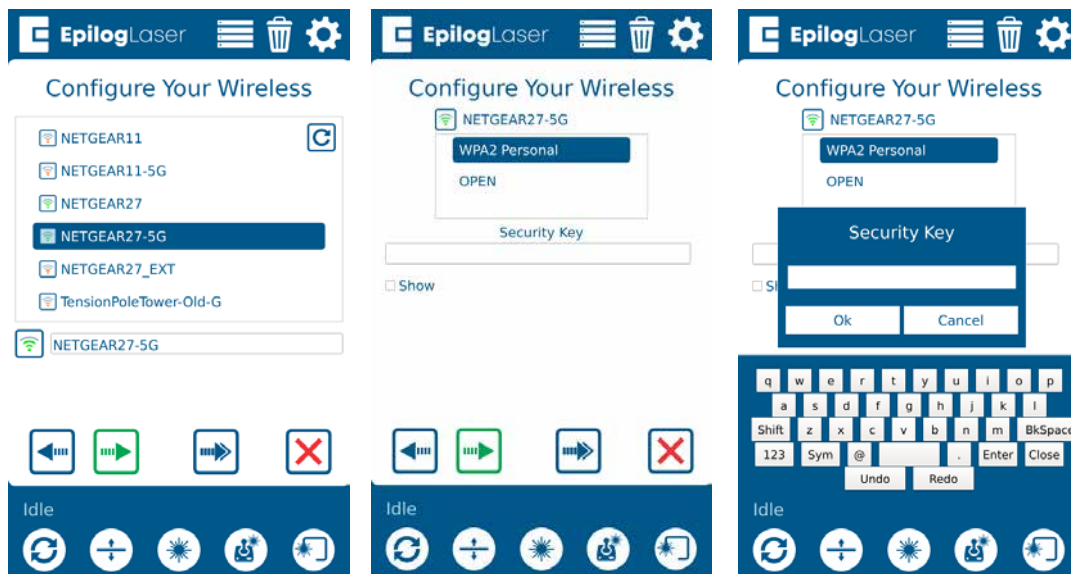 EpilogLaser
Configure Your Wireless
NETGEAR11
NETGEAR11-5G
NETGEAR27
NETGEAR27-5G
NETGEAR27_EXT
TensionPoleTower-Old-G
NETGEAR27-5G
Idle
EpilogLaser
Configure Your Wireless
NETGEAR27-5G
WPA2 Personal
OPEN
Security Key
Show
Idle
EpilogLaser
Configure Your Wireless
NETGEAR27-5G
WPA2 Personal
OPEN
Security Key
Sh
Ok Cancel
q w e r t y u i o p
a s d f g h j k l
Shift z x c v b n m BkSpace
123 Sym @ . Enter Close
Undo Redo
Idle